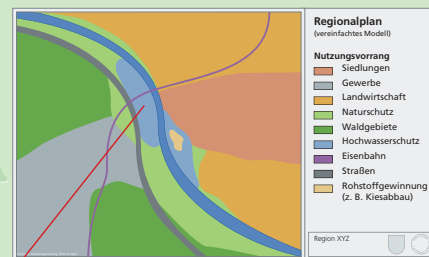 Regionalplan
(vereinfachtes Modell)
Nutzungsvorrang
Siedlungen
Gewerbe
Landwirtschaft
Naturschutz
Waldgebiete
Hochwasserschutz
Eisenbahn
Straßen
Rohstoffgewinnung
(z. B. Kiesabbau)
Region XYZ